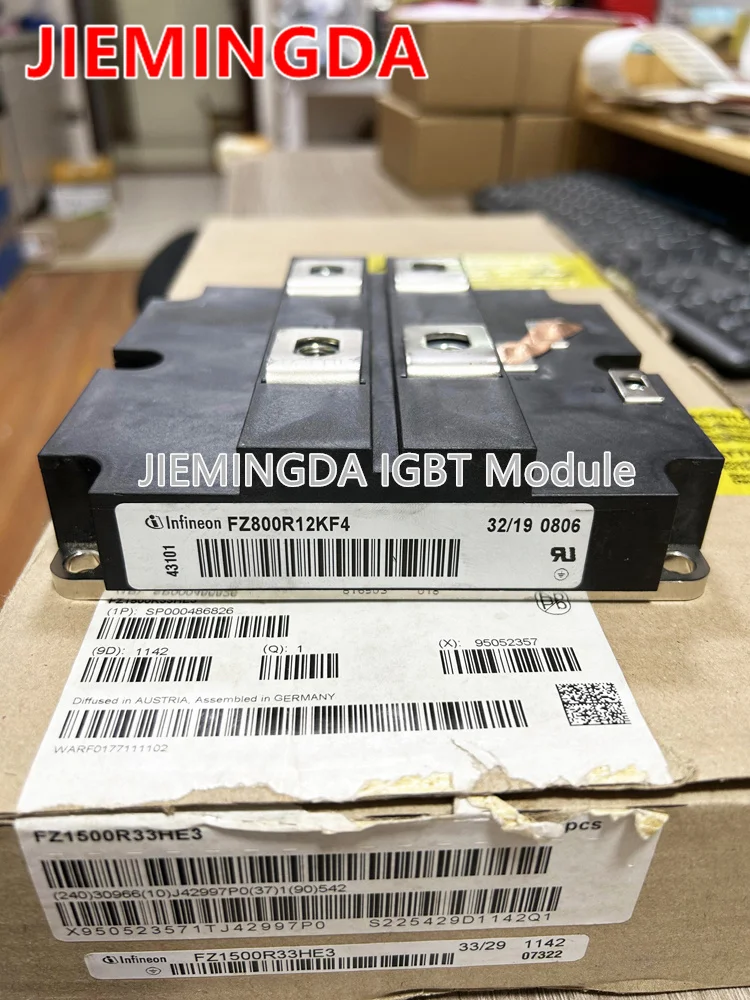 JIEMINGDA
JIEMINGDA IGBT Module
Infineon FZ800R12KF4 32/19 0806
43101
(1P): SP000486826
(9D): 1142 (Q): 1 (X): 95052357
Diffused in AUSTRIA, Assembled in GERMANY
WARF0177111102
FZ1500R33HE3 pcs
(240)30966(10)J42997P0(37)1(90)542
X950523571TJ42997P0 S225429D1142Q1
Infineon FZ1500R33HE3 33/29 1142
07322